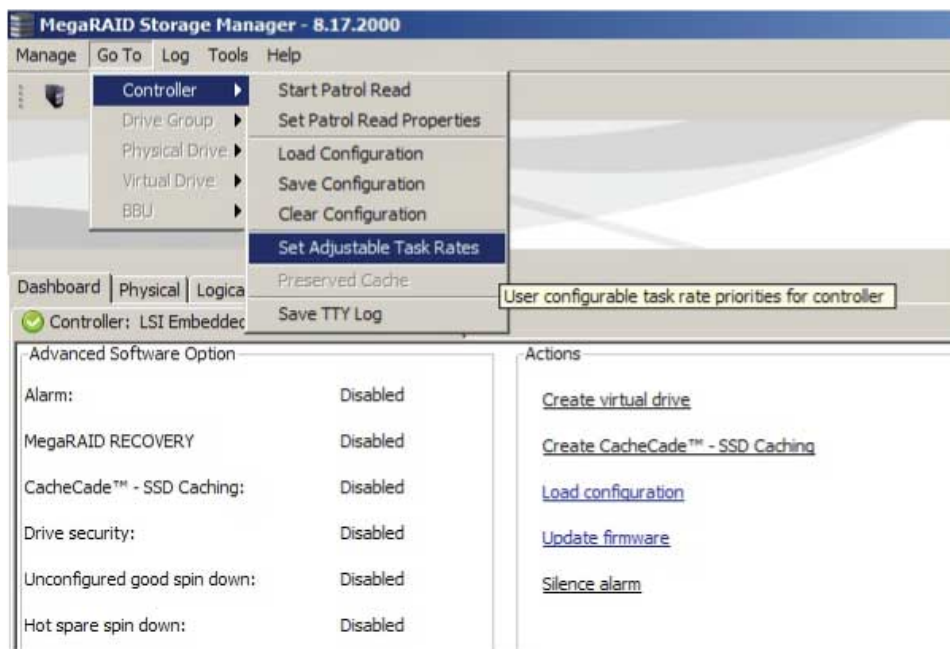 MegaRAID Storage Manager - 8.17.2000
Manage Go To Log Tools Help
Controller
Drive Group
Physical Drive
Virtual Drive
BBU
Start Patrol Read
Set Patrol Read Properties
Load Configuration
Save Configuration
Clear Configuration
Set Adjustable Task Rates
Preserved Cache
Save TTY Log
User configurable task rate priorities for controller
Dashboard Physical Logica
Controller: LSI Embedded
Advanced Software Option
Alarm: Disabled
MegaRAID RECOVERY Disabled
CacheCade™ - SSD Caching: Disabled
Drive security: Disabled
Unconfigured good spin down: Disabled
Hot spare spin down: Disabled
Actions
Create virtual drive
Create CacheCade™ - SSD Caching
Load configuration
Update firmware
Silence alarm